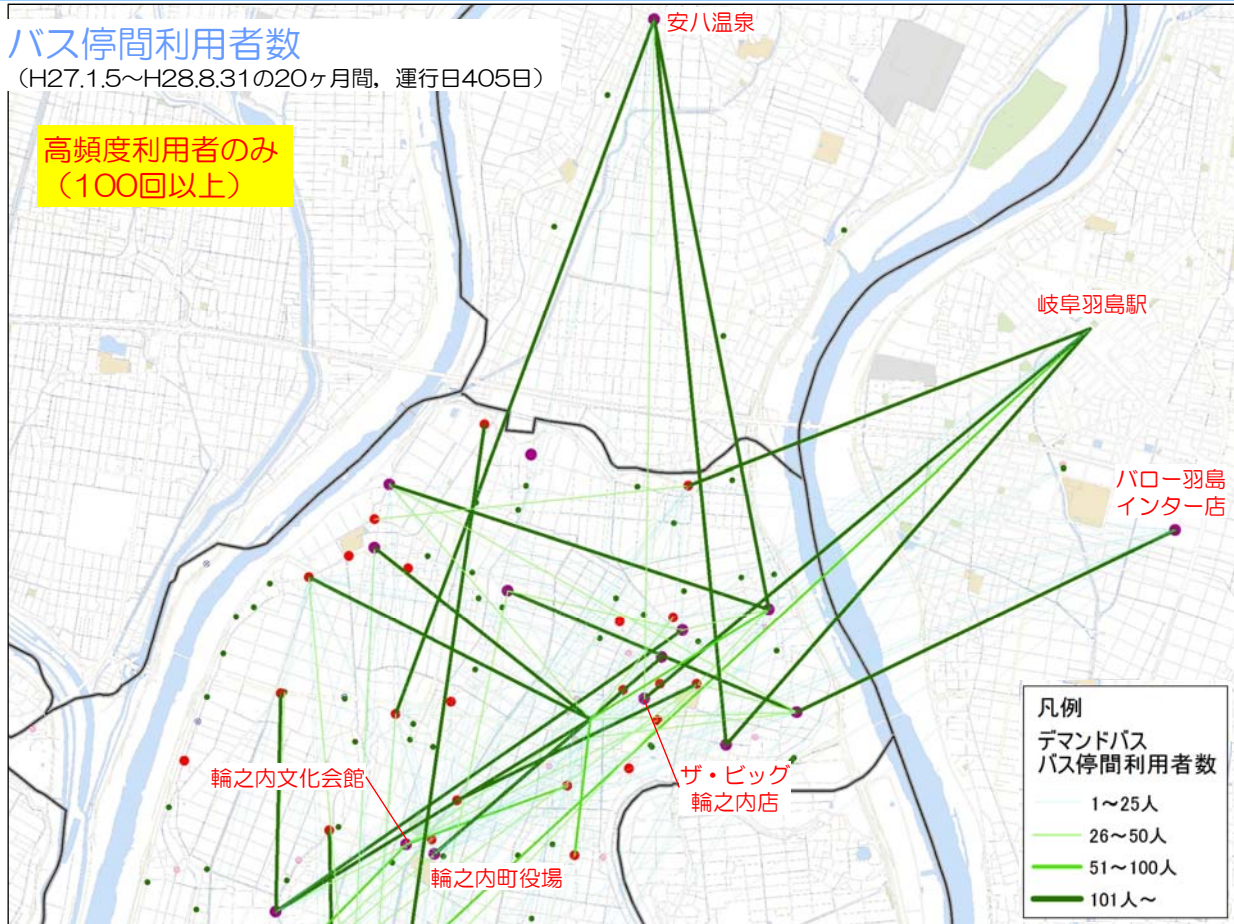 バス停間利用者数
（H27.1.5～H28.8.31の20ヶ月間，運行日405日）
高頻度利用者のみ
（100回以上）
安八温泉
岐阜羽島駅
バロー羽島
インター店
輪之内文化会館
ザ・ビッグ
輪之内店
輪之内町役場
凡例
デマンドバス
バス停間利用者数
1～25人
26～50人
51～100人
101人～